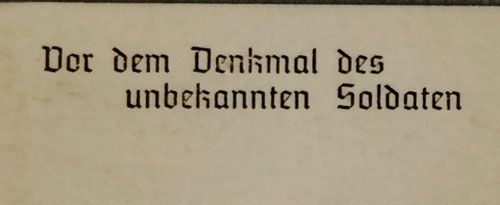 Vor dem Denkmal des
unbekannten Soldaten